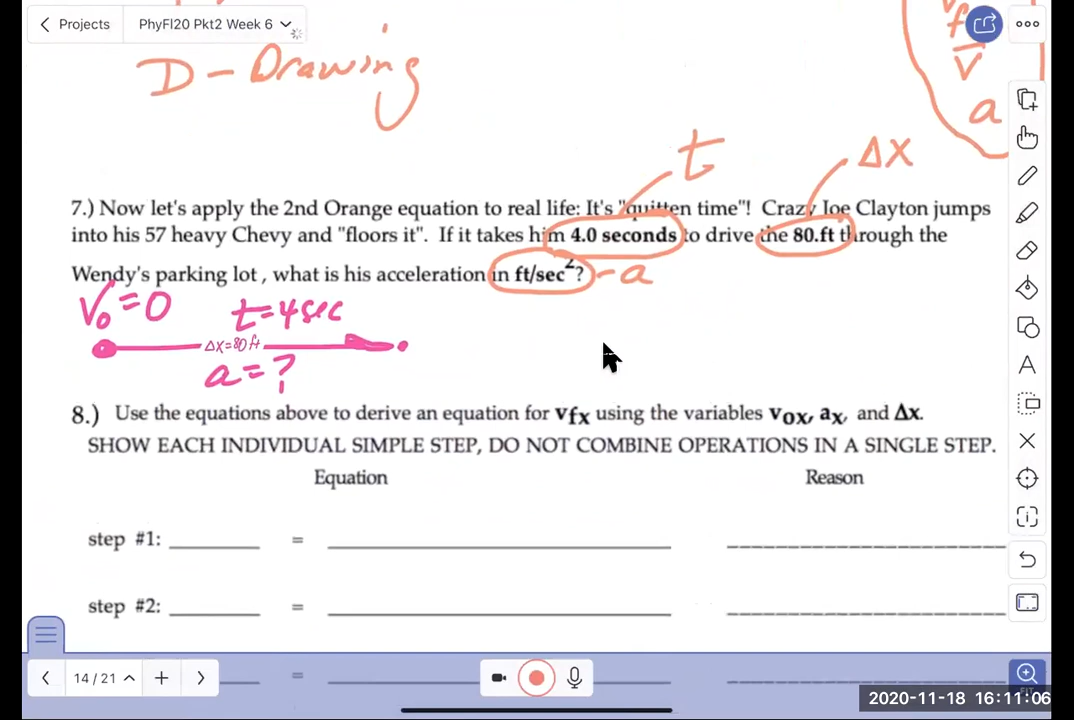 Projects
PhyFl20 Pkt2 Week 6
D - Drawing
f
v
a
t
Δx
7.) Now let's apply the 2nd Orange equation to real life: It's "quitten time"! Crazy Joe Clayton jumps
into his 57 heavy Chevy and "floors it". If it takes him 4.0 seconds to drive the 80.ft through the
Wendy's parking lot, what is his acceleration in ft/sec²? - a
V₀=0
t=4sec
Δx=80ft
a=?
8.) Use the equations above to derive an equation for vfx using the variables vox, ax, and Δx.
SHOW EACH INDIVIDUAL SIMPLE STEP, DO NOT COMBINE OPERATIONS IN A SINGLE STEP.
Equation Reason
step #1: =
step #2: =
=
14 / 21
2020-11-18 16:11:06